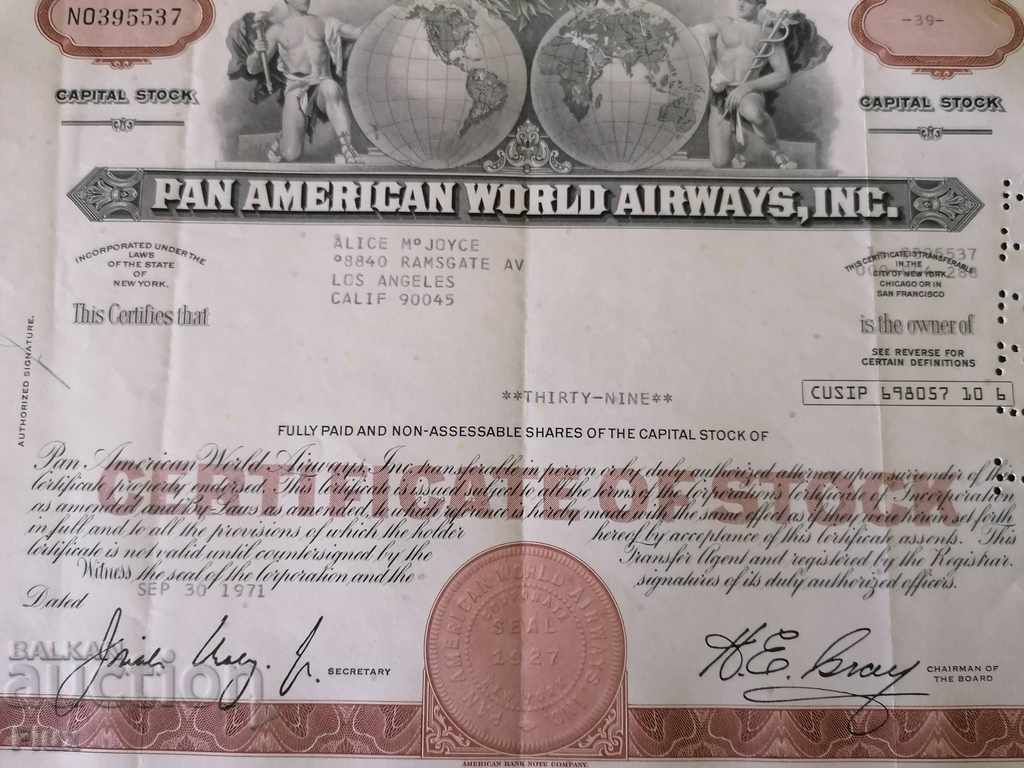 NO395537
-39-
CAPITAL STOCK
CAPITAL STOCK
AMERICAN BANK NOTE COMPANY.
PAN AMERICAN WORLD AIRWAYS, INC.
INCORPORATED UNDER THE
LAWS
OF THE STATE
OF
NEW YORK.
ALICE M JOYCE
8840 RAMSGATE AV
LOS ANGELES
CALIF 90045
THIS CERTIFICATE IS TRANSFERABLE
IN THE
CITY OF NEW YORK,
CHICAGO OR IN
SAN FRANCISCO
This Certifies that
is the owner of
SEE REVERSE FOR
CERTAIN DEFINITIONS
AUTHORIZED SIGNATURE.
**THIRTY-NINE**
CUSIP 698057 10 6
FULLY PAID AND NON-ASSESSABLE SHARES OF THE CAPITAL STOCK OF
CERTIFICATE OF STOCK
Pan American World Airways, Inc. transferable in person or by duly authorized attorney upon surrender of this
certificate properly endorsed. This certificate is issued subject to all the terms of the Corporation's Certificate of Incorporation
as amended and By-Laws as amended, to which reference is hereby made with the same effect as if they were herein set forth
in full, and to all the provisions of which the holder hereof by acceptance of this certificate assents. This
certificate is not valid until countersigned by the Transfer Agent and registered by the Registrar.
Witness, the seal of the Corporation and the signatures of its duly authorized officers.
Dated SEP 30 1971
PAN AMERICAN WORLD AIRWAYS, INC.
CORPORATE
SEAL
1927
NEW YORK
SECRETARY
H.E. Gray
CHAIRMAN OF
THE BOARD
BALKAN
auction
AMERICAN BANK NOTE COMPANY.